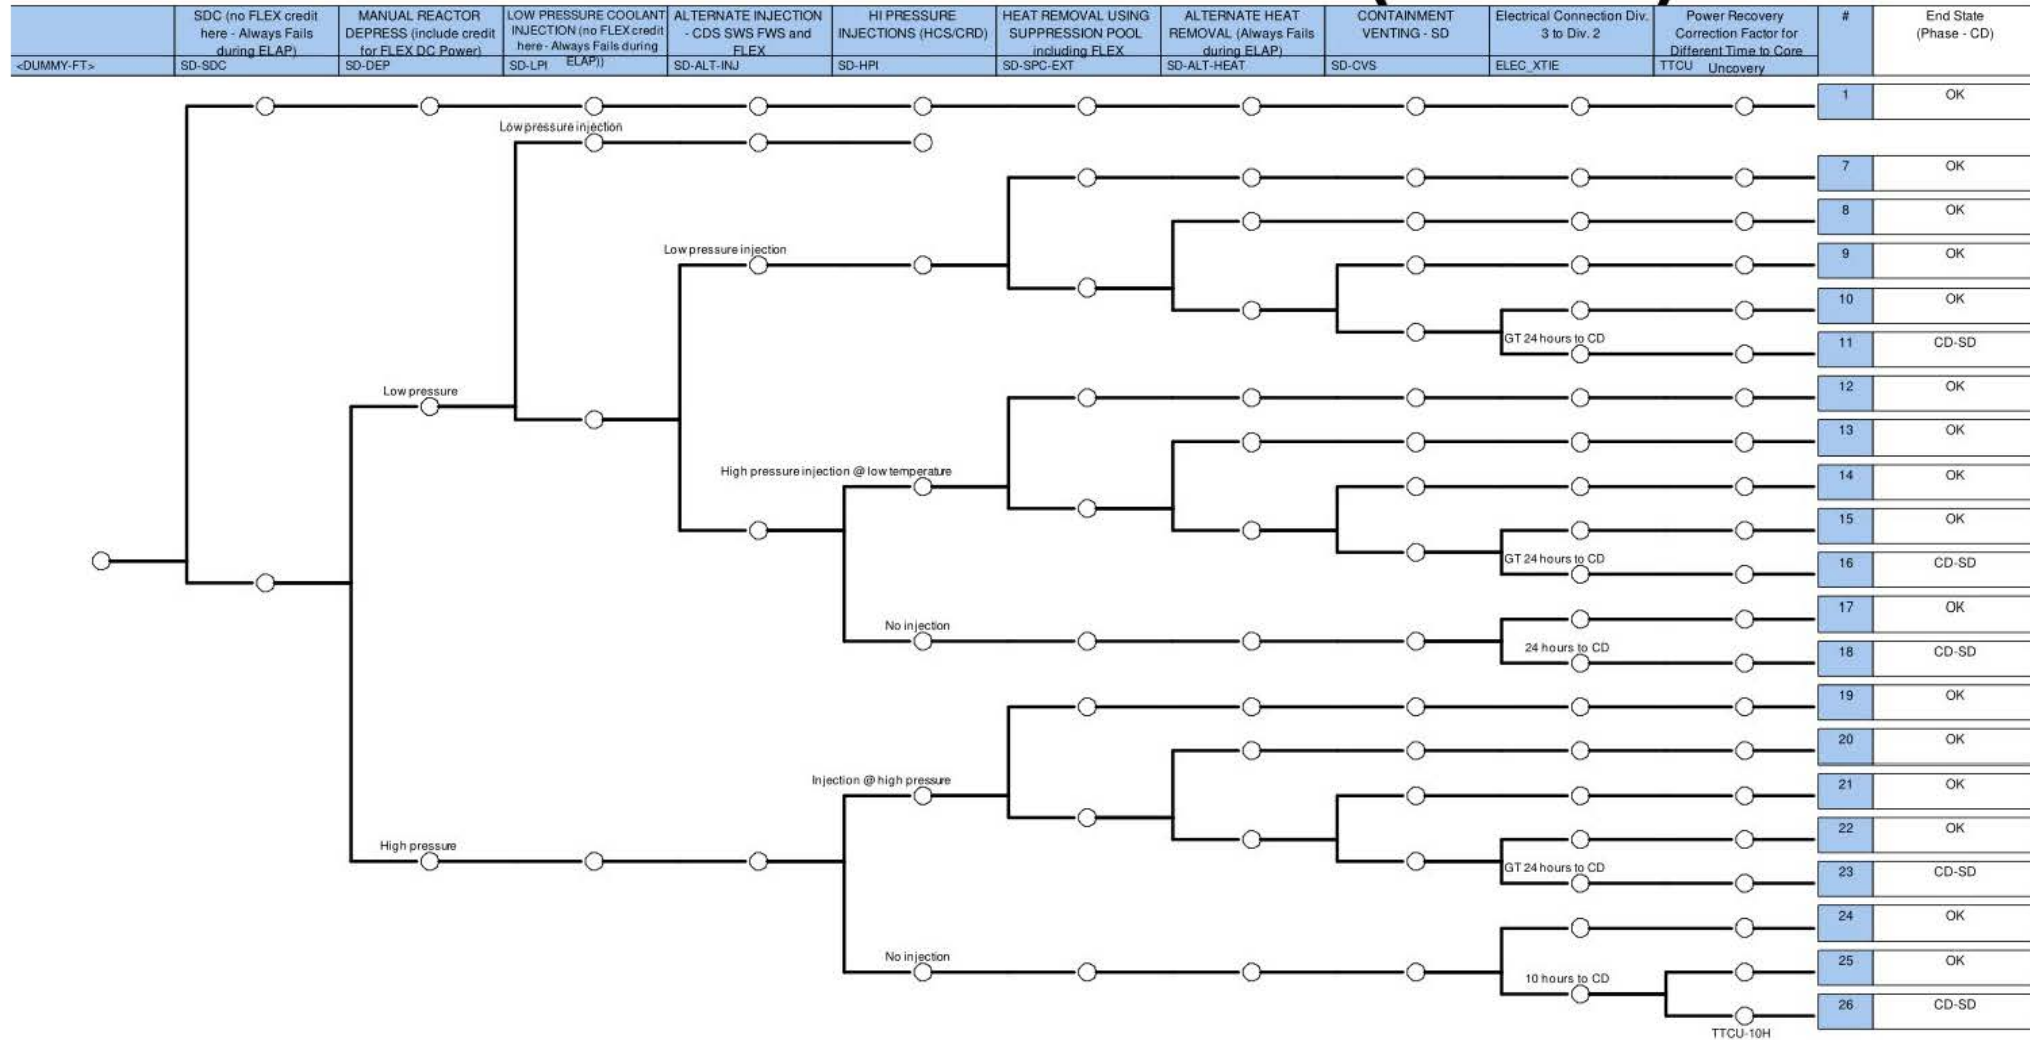 SDC (no FLEX credit
here - Always Fails
during ELAP)
MANUAL REACTOR
DEPRESS (include credit
for FLEX DC Power)
LOW PRESSURE COOLANT
INJECTION (no FLEX credit
here - Always Fails during
ELAP))
ALTERNATE INJECTION
- CDS SWS FWS and
FLEX
HI PRESSURE
INJECTIONS (HCS/CRD)
HEAT REMOVAL USING
SUPPRESSION POOL
including FLEX
ALTERNATE HEAT
REMOVAL (Always Fails
during ELAP)
CONTAINMENT
VENTING - SD
Electrical Connection Div.
3 to Div. 2
Power Recovery
Correction Factor for
Different Time to Core
Uncovery
#
End State
(Phase - CD)
<DUMMY-FT>
SD-SDC
SD-DEP
SD-LPI
SD-ALT-INJ
SD-HPI
SD-SPC-EXT
SD-ALT-HEAT
SD-CVS
ELEC_XTIE
TTCU
1 OK
Low pressure injection
7 OK
8 OK
Low pressure injection
9 OK
10 OK
GT 24 hours to CD
11 CD-SD
Low pressure
12 OK
13 OK
High pressure injection @ low temperature
14 OK
15 OK
GT 24 hours to CD
16 CD-SD
17 OK
No injection
24 hours to CD
18 CD-SD
19 OK
20 OK
Injection @ high pressure
21 OK
22 OK
High pressure
GT 24 hours to CD
23 CD-SD
24 OK
No injection
25 OK
10 hours to CD
26 CD-SD
TTCU-10H